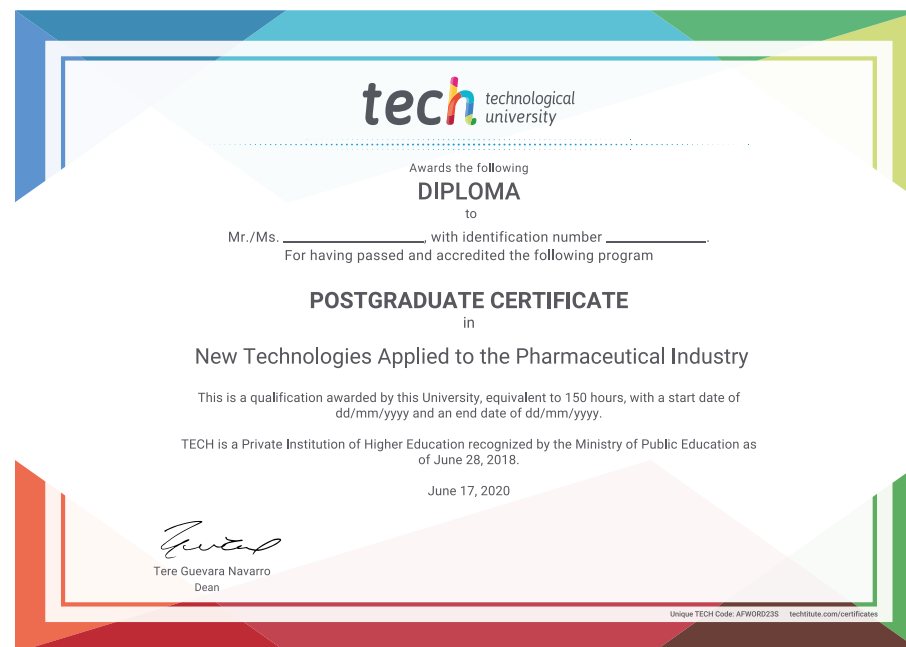 tech technological
university
Awards the following
DIPLOMA
to
Mr./Ms. ____________, with identification number ____________.
For having passed and accredited the following program
POSTGRADUATE CERTIFICATE
in
New Technologies Applied to the Pharmaceutical Industry
This is a qualification awarded by this University, equivalent to 150 hours, with a start date of
dd/mm/yyyy and an end date of dd/mm/yyyy.
TECH is a Private Institution of Higher Education recognized by the Ministry of Public Education as
of June 28, 2018.
June 17, 2020
Tere Guevara Navarro
Dean
Unique TECH Code: AFWORD23S techtitute.com/certificates